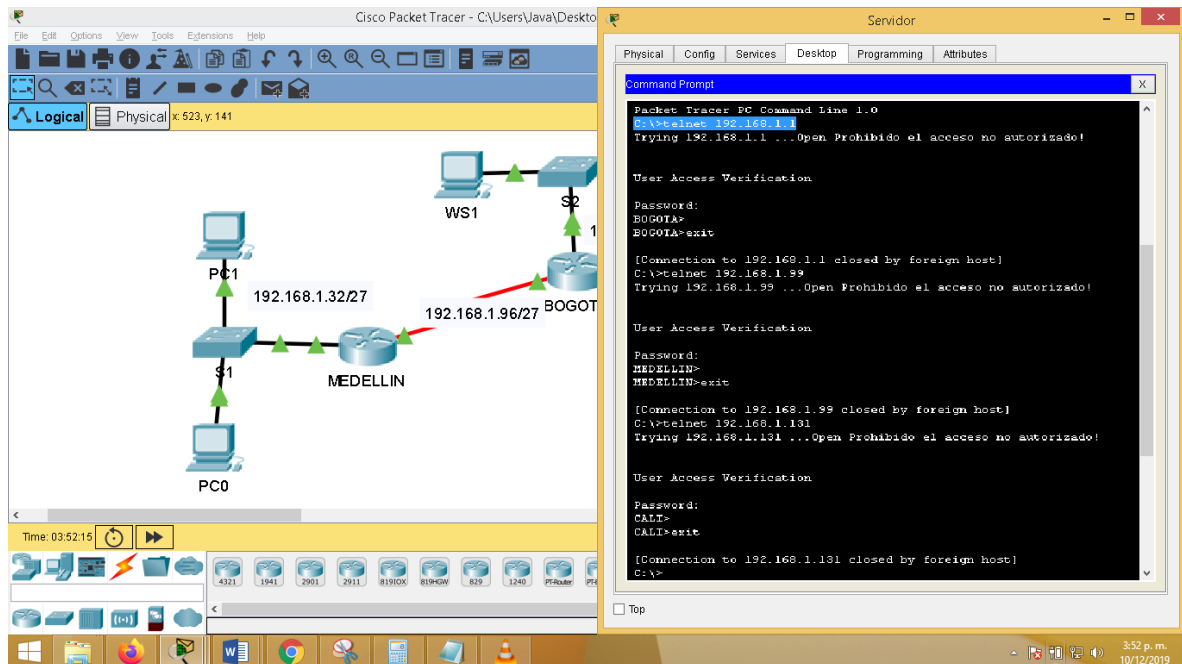 Cisco Packet Tracer - C:\Users\Java\Deskto
File Edit Options View Tools Extensions Help
Logical Physical x: 523, y: 141
WS1
S2
1
PC1
192.168.1.32/27
192.168.1.96/27
BOGOT
S1
MEDELLIN
PC0
Time: 03:52:15
4321 1941 2901 2911 819IOX 819HGW 829 1240 PT-Router
Servidor
Physical Config Services Desktop Programming Attributes
Command Prompt X
Packet Tracer PC Command Line 1.0
C:\>telnet 192.168.1.1
Trying 192.168.1.1 ...Open Prohibido el acceso no autorizado!
User Access Verification
Password:
BOGOTA>
BOGOTA>exit
[Connection to 192.168.1.1 closed by foreign host]
C:\>telnet 192.168.1.99
Trying 192.168.1.99 ...Open Prohibido el acceso no autorizado!
User Access Verification
Password:
MEDELLIN>
MEDELLIN>exit
[Connection to 192.168.1.99 closed by foreign host]
C:\>telnet 192.168.1.131
Trying 192.168.1.131 ...Open Prohibido el acceso no autorizado!
User Access Verification
Password:
CALI>
CALI>exit
[Connection to 192.168.1.131 closed by foreign host]
C:\>
Top
3:52 p. m.
10/12/2019